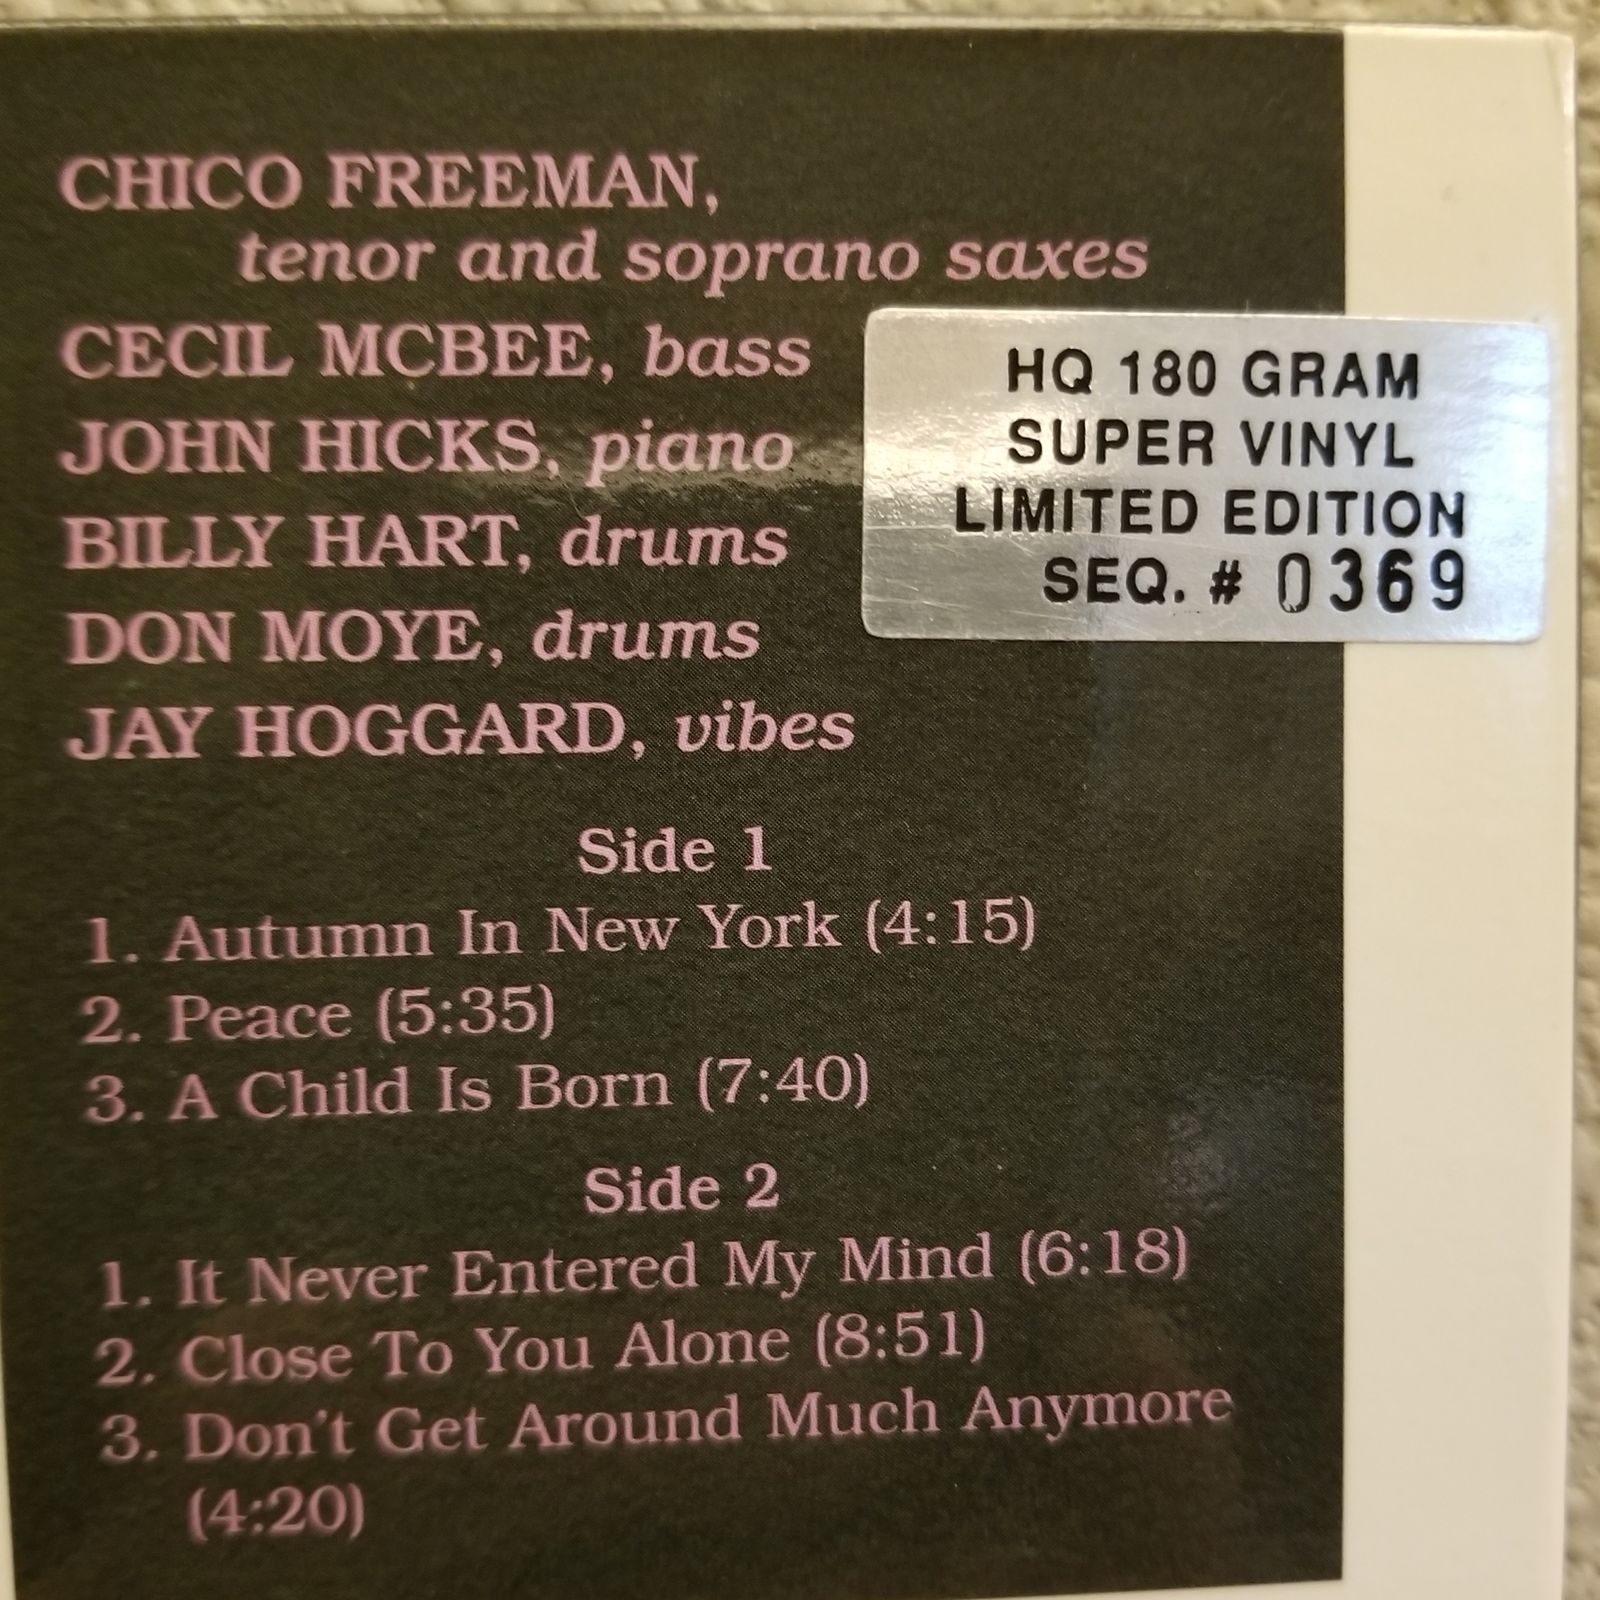 CHICO FREEMAN,
tenor and soprano saxes
CECIL MCBEE, bass
JOHN HICKS, piano
BILLY HART, drums
DON MOYE, drums
JAY HOGGARD, vibes
HQ 180 GRAM
SUPER VINYL
LIMITED EDITION
SEQ. # 0369
Side 1
1. Autumn In New York (4:15)
2. Peace (5:35)
3. A Child Is Born (7:40)
Side 2
1. It Never Entered My Mind (6:18)
2. Close To You Alone (8:51)
3. Don't Get Around Much Anymore
(4:20)